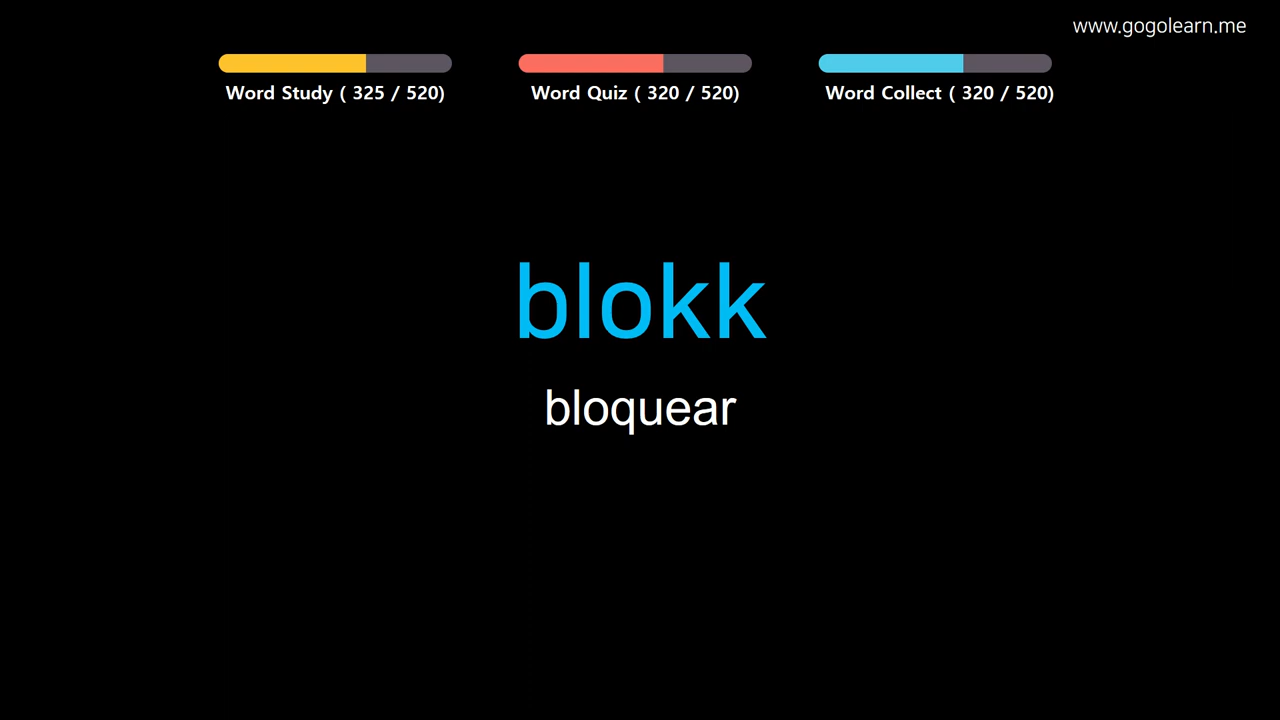 www.gogolearn.me
Word Study ( 325 / 520)
Word Quiz ( 320 / 520)
Word Collect ( 320 / 520)
blokk
bloquear